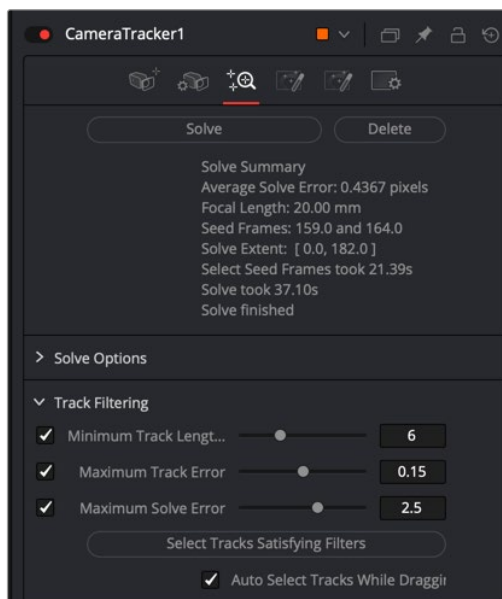 CameraTracker1
Solve Delete
Solve Summary
Average Solve Error: 0.4367 pixels
Focal Length: 20.00 mm
Seed Frames: 159.0 and 164.0
Solve Extent: [ 0.0, 182.0 ]
Select Seed Frames took 21.39s
Solve took 37.10s
Solve finished
Solve Options
Track Filtering
Minimum Track Lengt... 6
Maximum Track Error 0.15
Maximum Solve Error 2.5
Select Tracks Satisfying Filters
Auto Select Tracks While Draggin